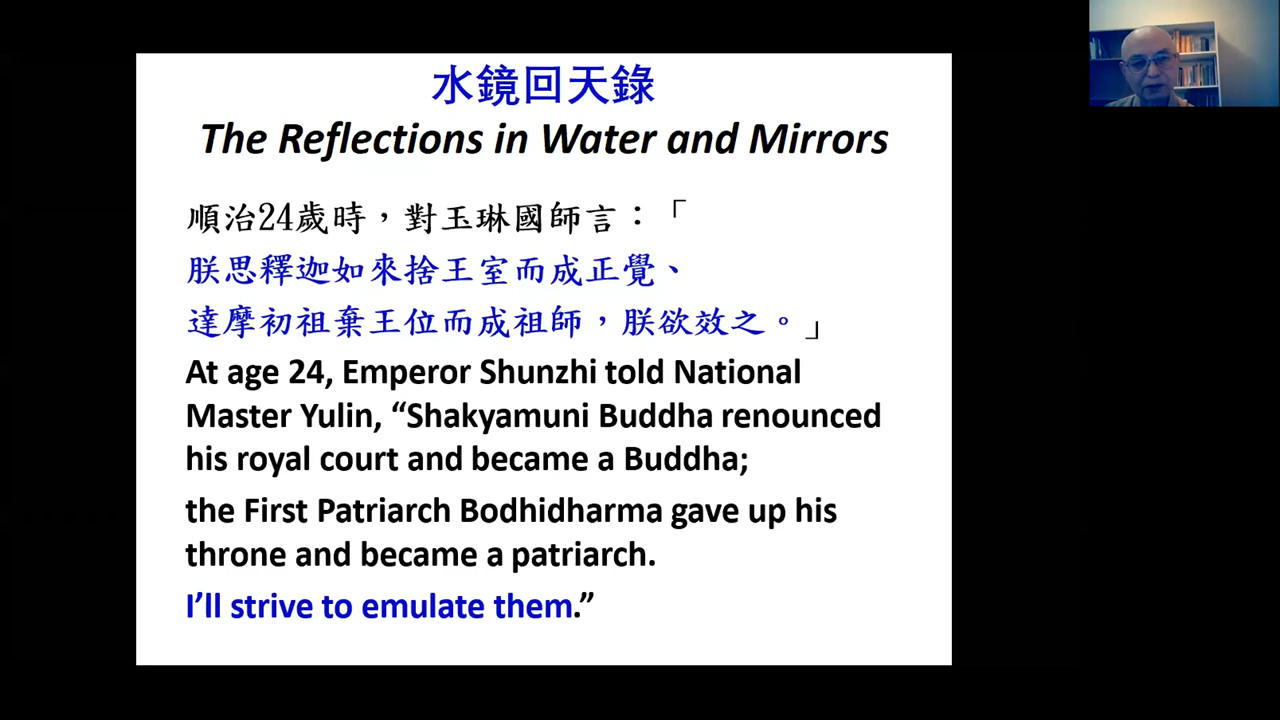 水鏡回天錄
The Reflections in Water and Mirrors
順治24歲時，對玉琳國師言：「
朕思釋迦如來捨王室而成正覺、
達摩初祖棄王位而成祖師，朕欲效之。」
At age 24, Emperor Shunzhi told National
Master Yulin, “Shakyamuni Buddha renounced
his royal court and became a Buddha;
the First Patriarch Bodhidharma gave up his
throne and became a patriarch.
I’ll strive to emulate them.”